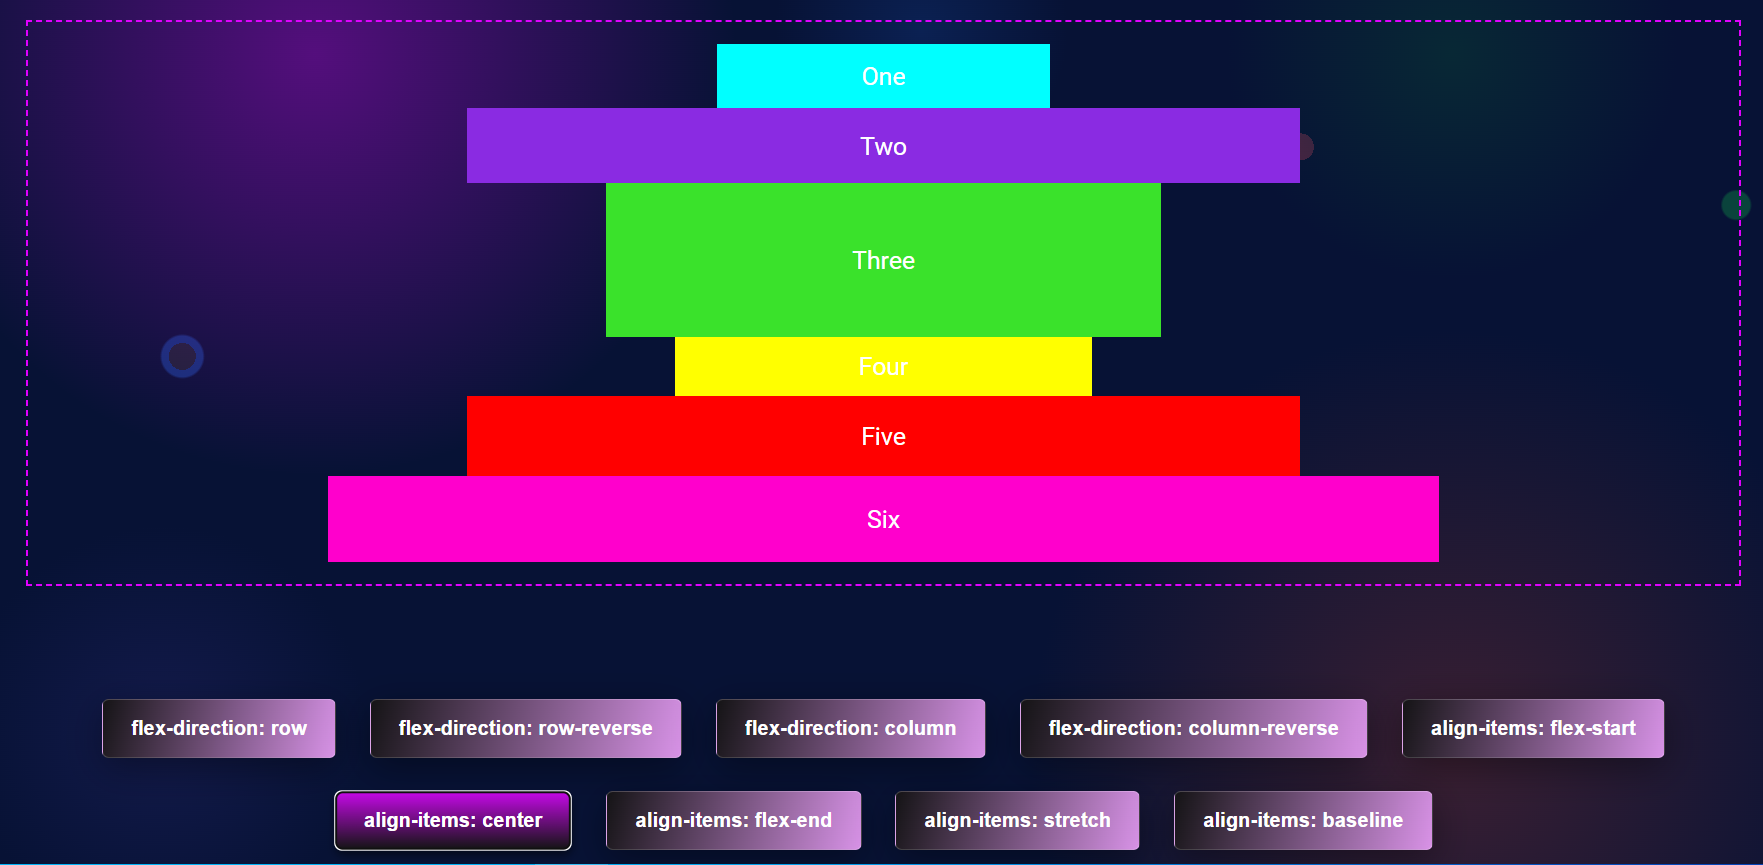 One
Two
Three
Four
Five
Six
flex-direction: row
flex-direction: row-reverse
flex-direction: column
flex-direction: column-reverse
align-items: flex-start
align-items: center
align-items: flex-end
align-items: stretch
align-items: baseline